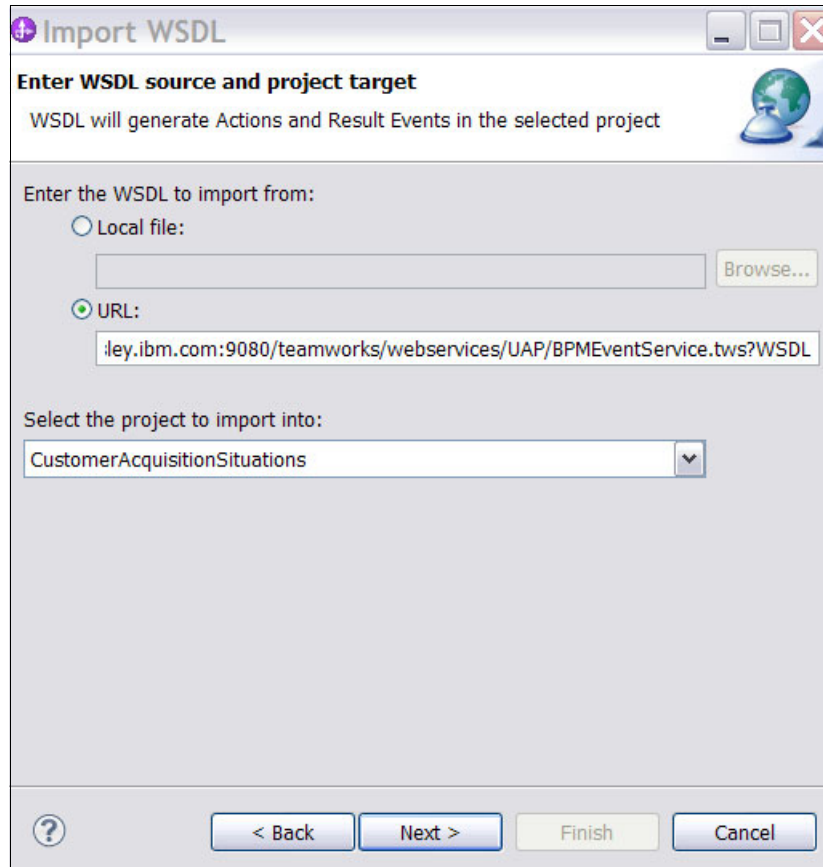 Import WSDL
Enter WSDL source and project target
WSDL will generate Actions and Result Events in the selected project
Enter the WSDL to import from:
Local file:
Browse...
URL:
ley.ibm.com:9080/teamworks/webservices/UAP/BPMEventService.tws?WSDL
Select the project to import into:
CustomerAcquisitionSituations
?
< Back
Next >
Finish
Cancel